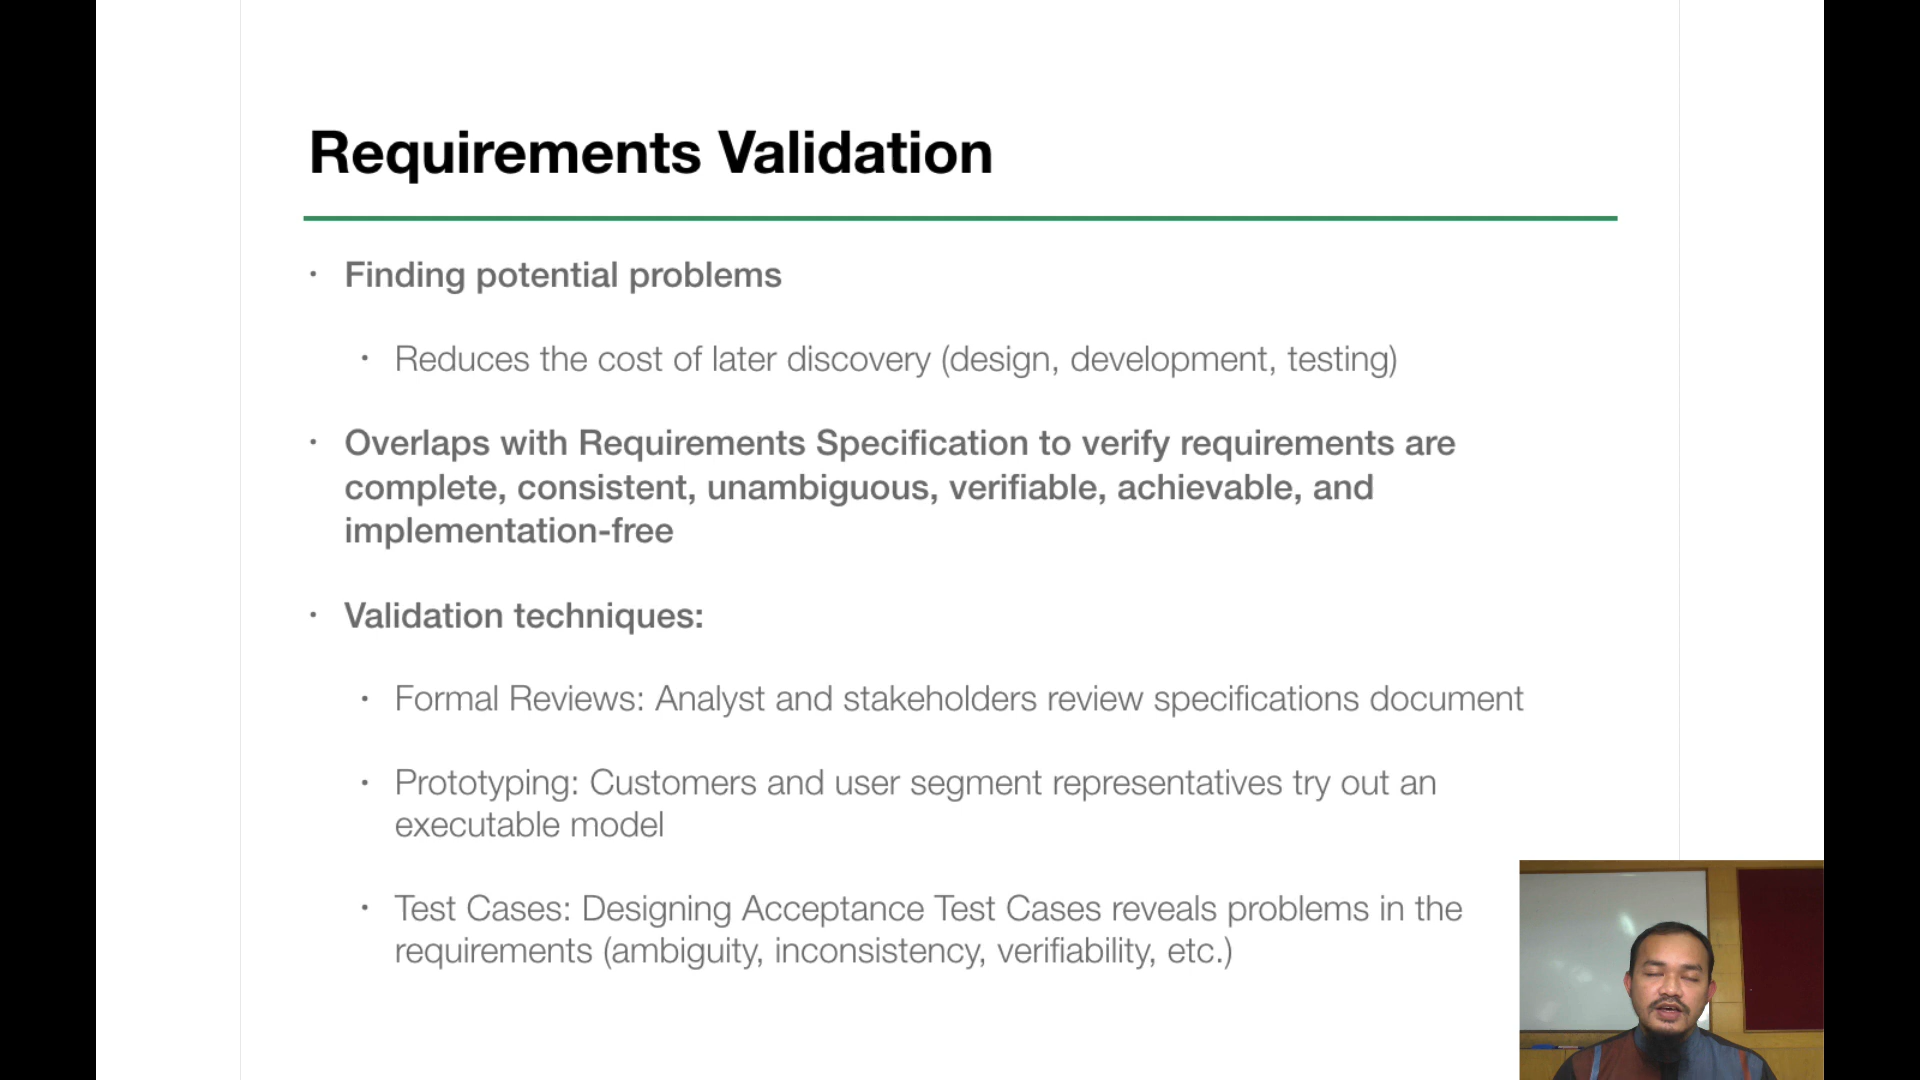 Requirements Validation
· Finding potential problems
· Reduces the cost of later discovery (design, development, testing)
· Overlaps with Requirements Specification to verify requirements are
complete, consistent, unambiguous, verifiable, achievable, and
implementation-free
· Validation techniques:
· Formal Reviews: Analyst and stakeholders review specifications document
· Prototyping: Customers and user segment representatives try out an
executable model
· Test Cases: Designing Acceptance Test Cases reveals problems in the
requirements (ambiguity, inconsistency, verifiability, etc.)